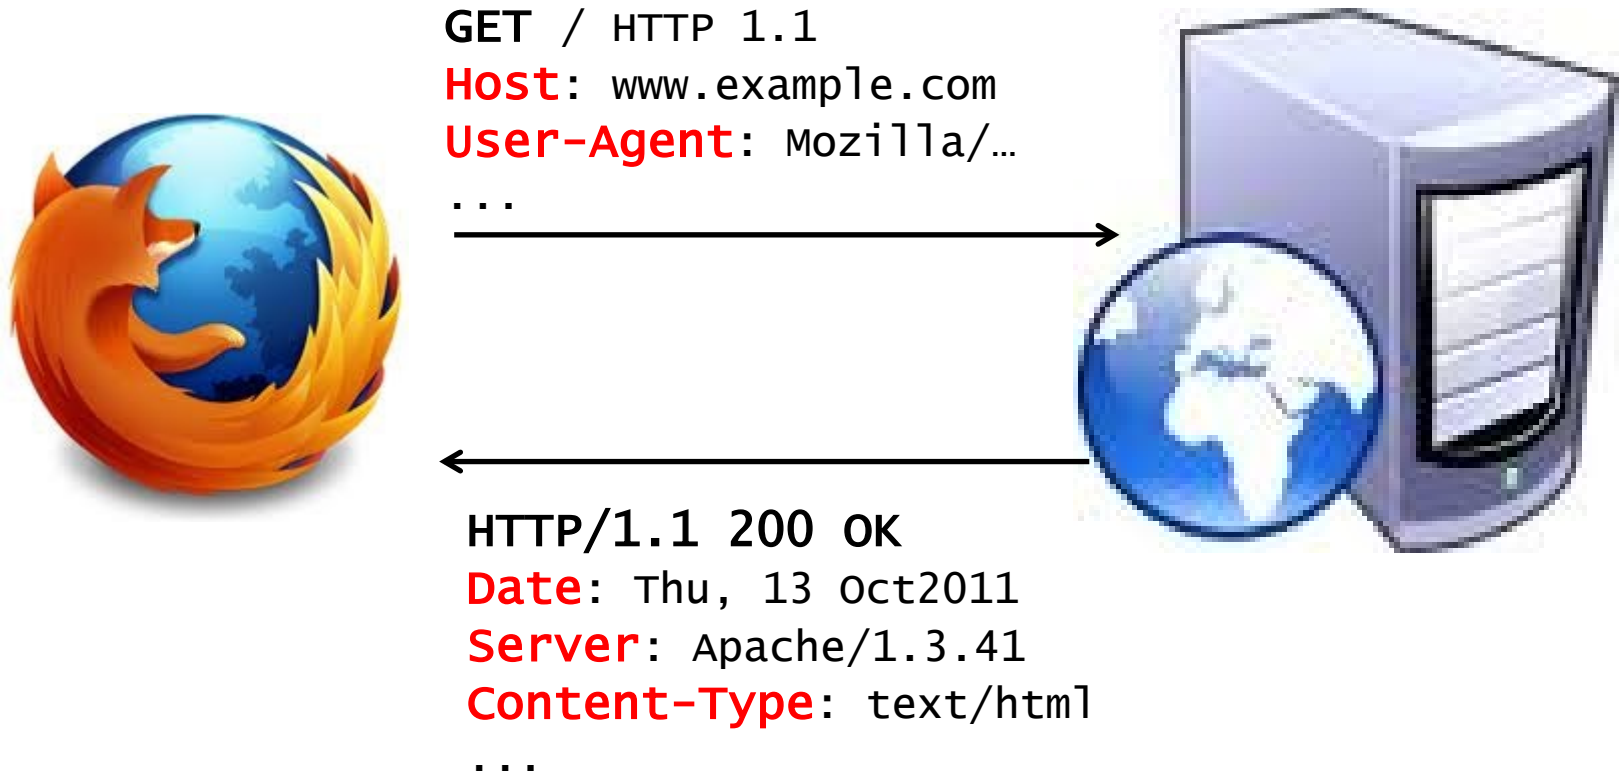 GET / HTTP 1.1
Host: www.example.com
User-Agent: Mozilla/…
...
HTTP/1.1 200 OK
Date: Thu, 13 Oct2011
Server: Apache/1.3.41
Content-Type: text/html
...